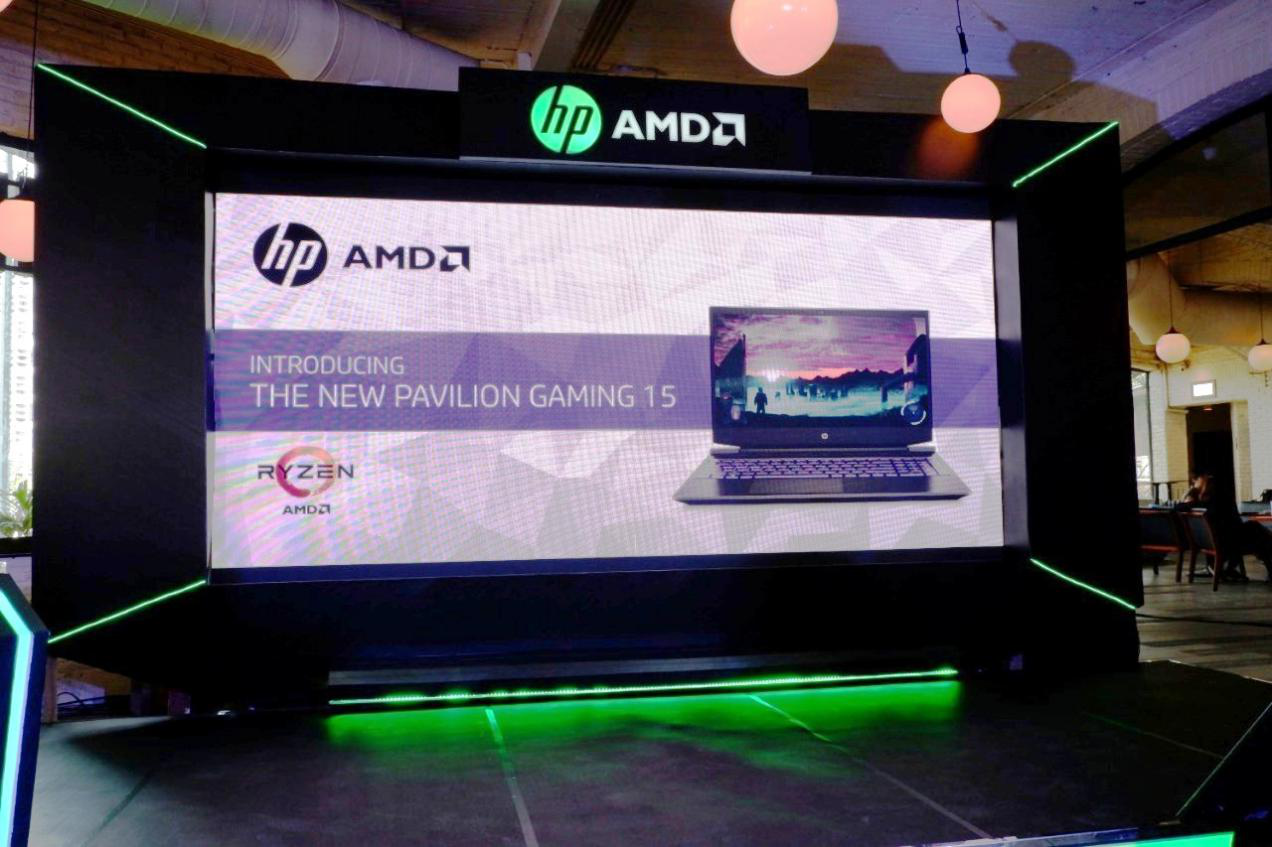 hp AMD
hp AMD
INTRODUCING
THE NEW PAVILION GAMING 15
RYZEN
AMD